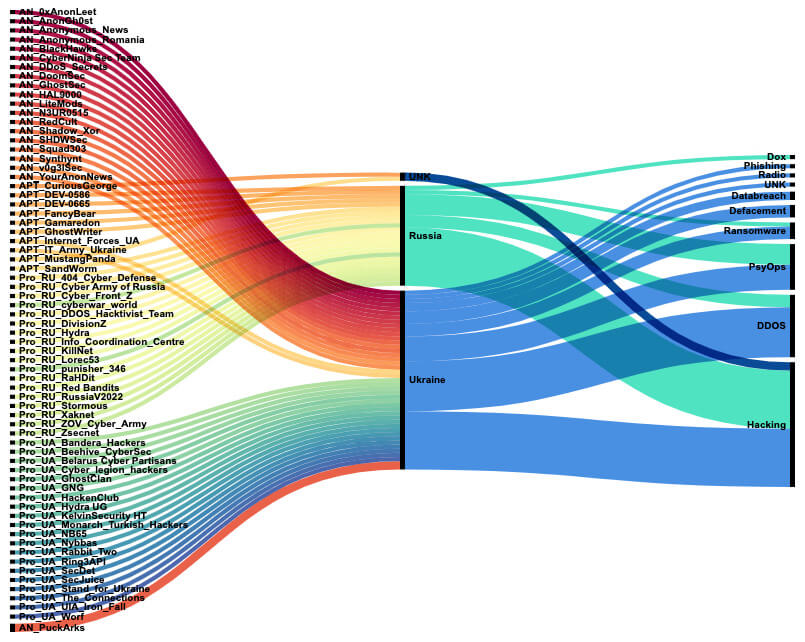 AN_0xAnonLeet
AN_AnonGh0st
AN_Anonymous_News
AN_Anonymous_Romania
AN_BlackHawks
AN_CyberNinja Sec Team
AN_DDoS_Secrets
AN_DoomSec
AN_GhostSec
AN_HAL9000
AN_LiteMods
AN_N3UR0515
AN_RedCult
AN_Shadow_Xor
AN_SHDWSec
AN_Squad303
AN_Synthynt
AN_v0g3lSec
AN_YourAnonNews
APT_CuriousGeorge
APT_DEV-0586
APT_DEV-0665
APT_FancyBear
APT_Gamaredon
APT_GhostWriter
APT_Internet_Forces_UA
APT_IT_Army_Ukraine
APT_MustangPanda
APT_SandWorm
Pro_RU_404_Cyber_Defense
Pro_RU_Cyber Army of Russia
Pro_RU_Cyber_Front_Z
Pro_RU_cyberwar_world
Pro_RU_DDOS_Hacktivist_Team
Pro_RU_DivisionZ
Pro_RU_Hydra
Pro_RU_Info_Coordination_Centre
Pro_RU_KillNet
Pro_RU_Lorec53
Pro_RU_punisher_346
Pro_RU_RaHDit
Pro_RU_Red Bandits
Pro_RU_RussiaV2022
Pro_RU_Stormous
Pro_RU_Xaknet
Pro_RU_ZOV_Cyber_Army
Pro_RU_Zsecnet
Pro_UA_Bandera_Hackers
Pro_UA_Beehive_CyberSec
Pro_UA_Belarus Cyber Partisans
Pro_UA_Cyber_legion_hackers
Pro_UA_GhostClan
Pro_UA_GNG
Pro_UA_HackenClub
Pro_UA_Hydra UG
Pro_UA_KelvinSecurity HT
Pro_UA_Monarch_Turkish_Hackers
Pro_UA_NB65
Pro_UA_Nybbas
Pro_UA_Rabbit_Two
Pro_UA_Ring3API
Pro_UA_SecDet
Pro_UA_SecJuice
Pro_UA_Stand_for_Ukraine
Pro_UA_The_Connections
Pro_UA_UIA_Iron_Fall
Pro_UA_Worf
AN_PuckArks
UNK
Russia
Ukraine
Dox
Phishing
Radio
UNK
Databreach
Defacement
Ransomware
PsyOps
DDOS
Hacking